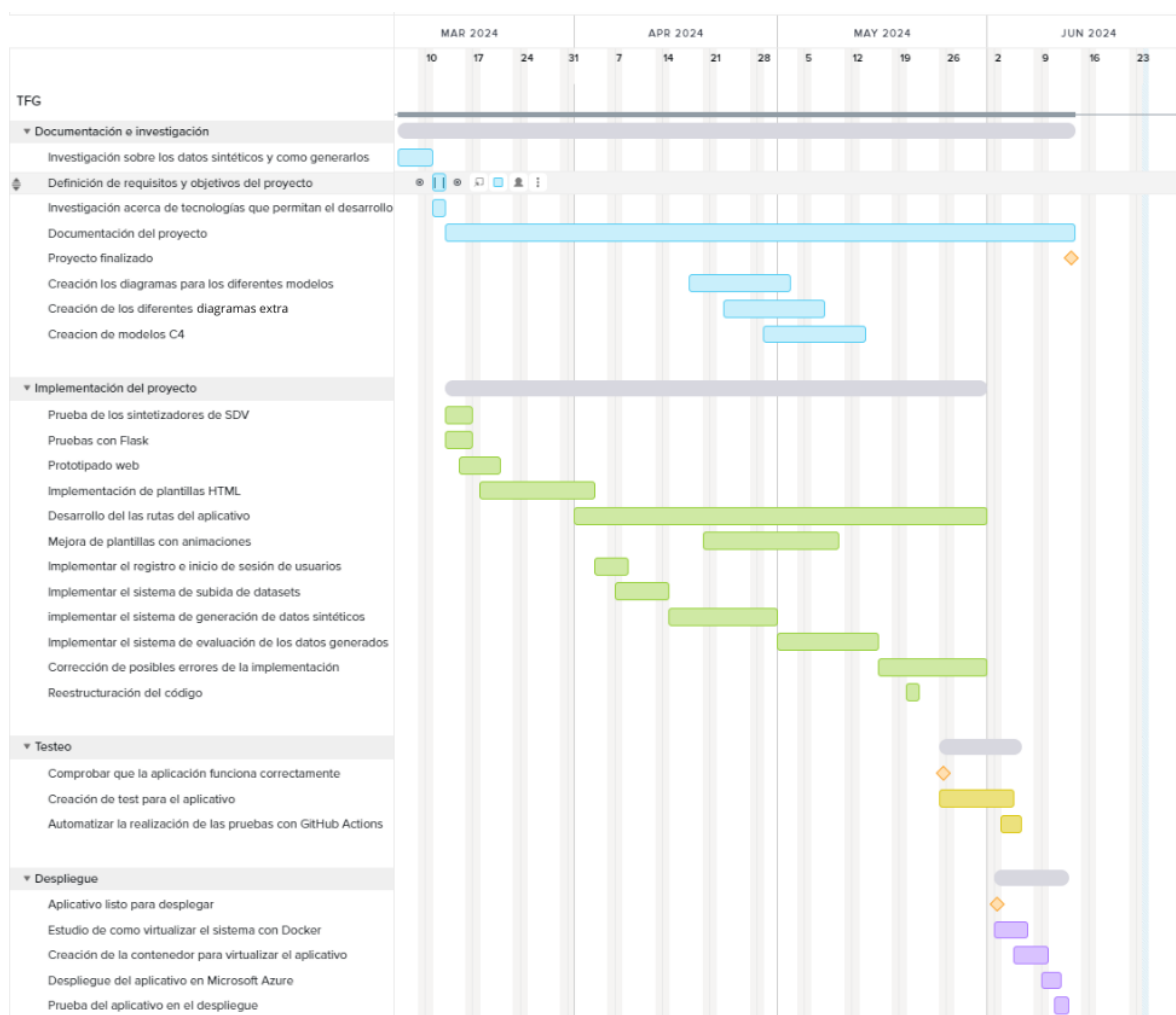 MAR 2024 APR 2024 MAY 2024 JUN 2024
10 17 24 31 7 14 21 28 5 12 19 26 2 9 16 23
TFG
Documentación e investigación
Investigación sobre los datos sintéticos y como generarlos
Definición de requisitos y objetivos del proyecto
Investigación acerca de tecnologías que permitan el desarrollo
Documentación del proyecto
Proyecto finalizado
Creación los diagramas para los diferentes modelos
Creación de los diferentes diagramas extra
Creacion de modelos C4
Implementación del proyecto
Prueba de los sintetizadores de SDV
Pruebas con Flask
Prototipado web
Implementación de plantillas HTML
Desarrollo del las rutas del aplicativo
Mejora de plantillas con animaciones
Implementar el registro e inicio de sesión de usuarios
Implementar el sistema de subida de datasets
implementar el sistema de generación de datos sintéticos
Implementar el sistema de evaluación de los datos generados
Corrección de posibles errores de la implementación
Reestructuración del código
Testeo
Comprobar que la aplicación funciona correctamente
Creación de test para el aplicativo
Automatizar la realización de las pruebas con GitHub Actions
Despliegue
Aplicativo listo para desplegar
Estudio de como virtualizar el sistema con Docker
Creación de la contenedor para virtualizar el aplicativo
Despliegue del aplicativo en Microsoft Azure
Prueba del aplicativo en el despliegue